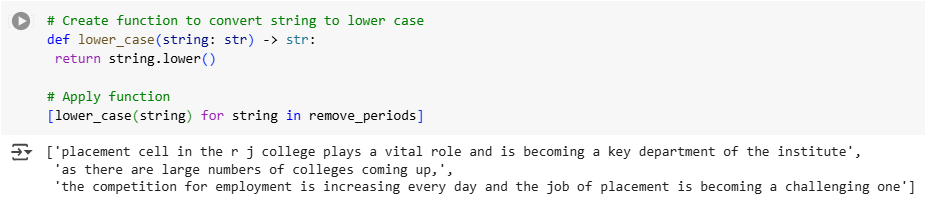 # Create function to convert string to lower case
def lower_case(string: str) -> str:
 return string.lower()

# Apply function
[lower_case(string) for string in remove_periods]
['placement cell in the r j college plays a vital role and is becoming a key department of the institute',
 'as there are large numbers of colleges coming up,',
 'the competition for employment is increasing every day and the job of placement is becoming a challenging one']